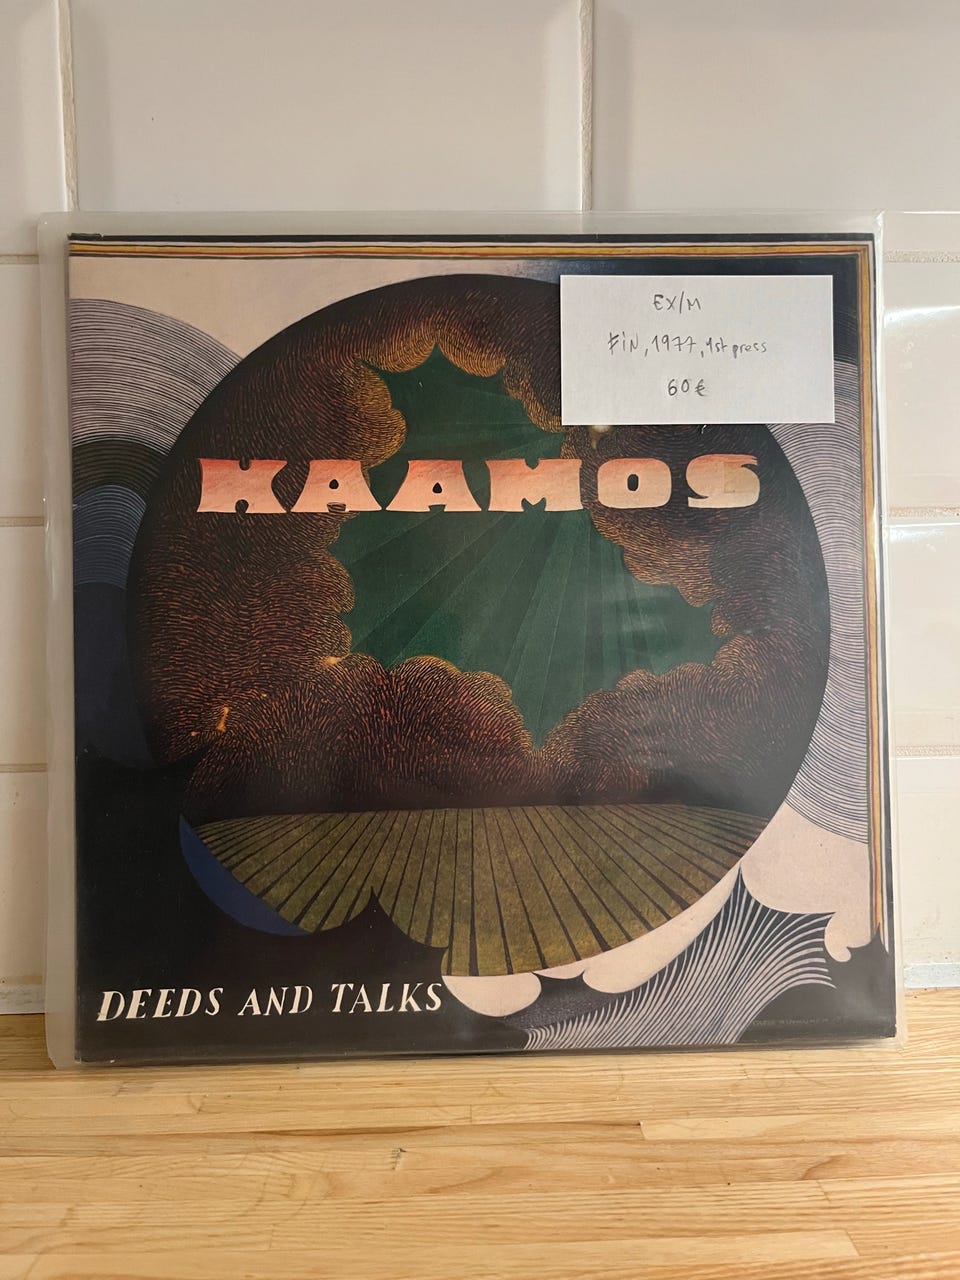 EX/M
FiN, 1977, 1st press
60 €
KAAMOS
DEEDS AND TALKS